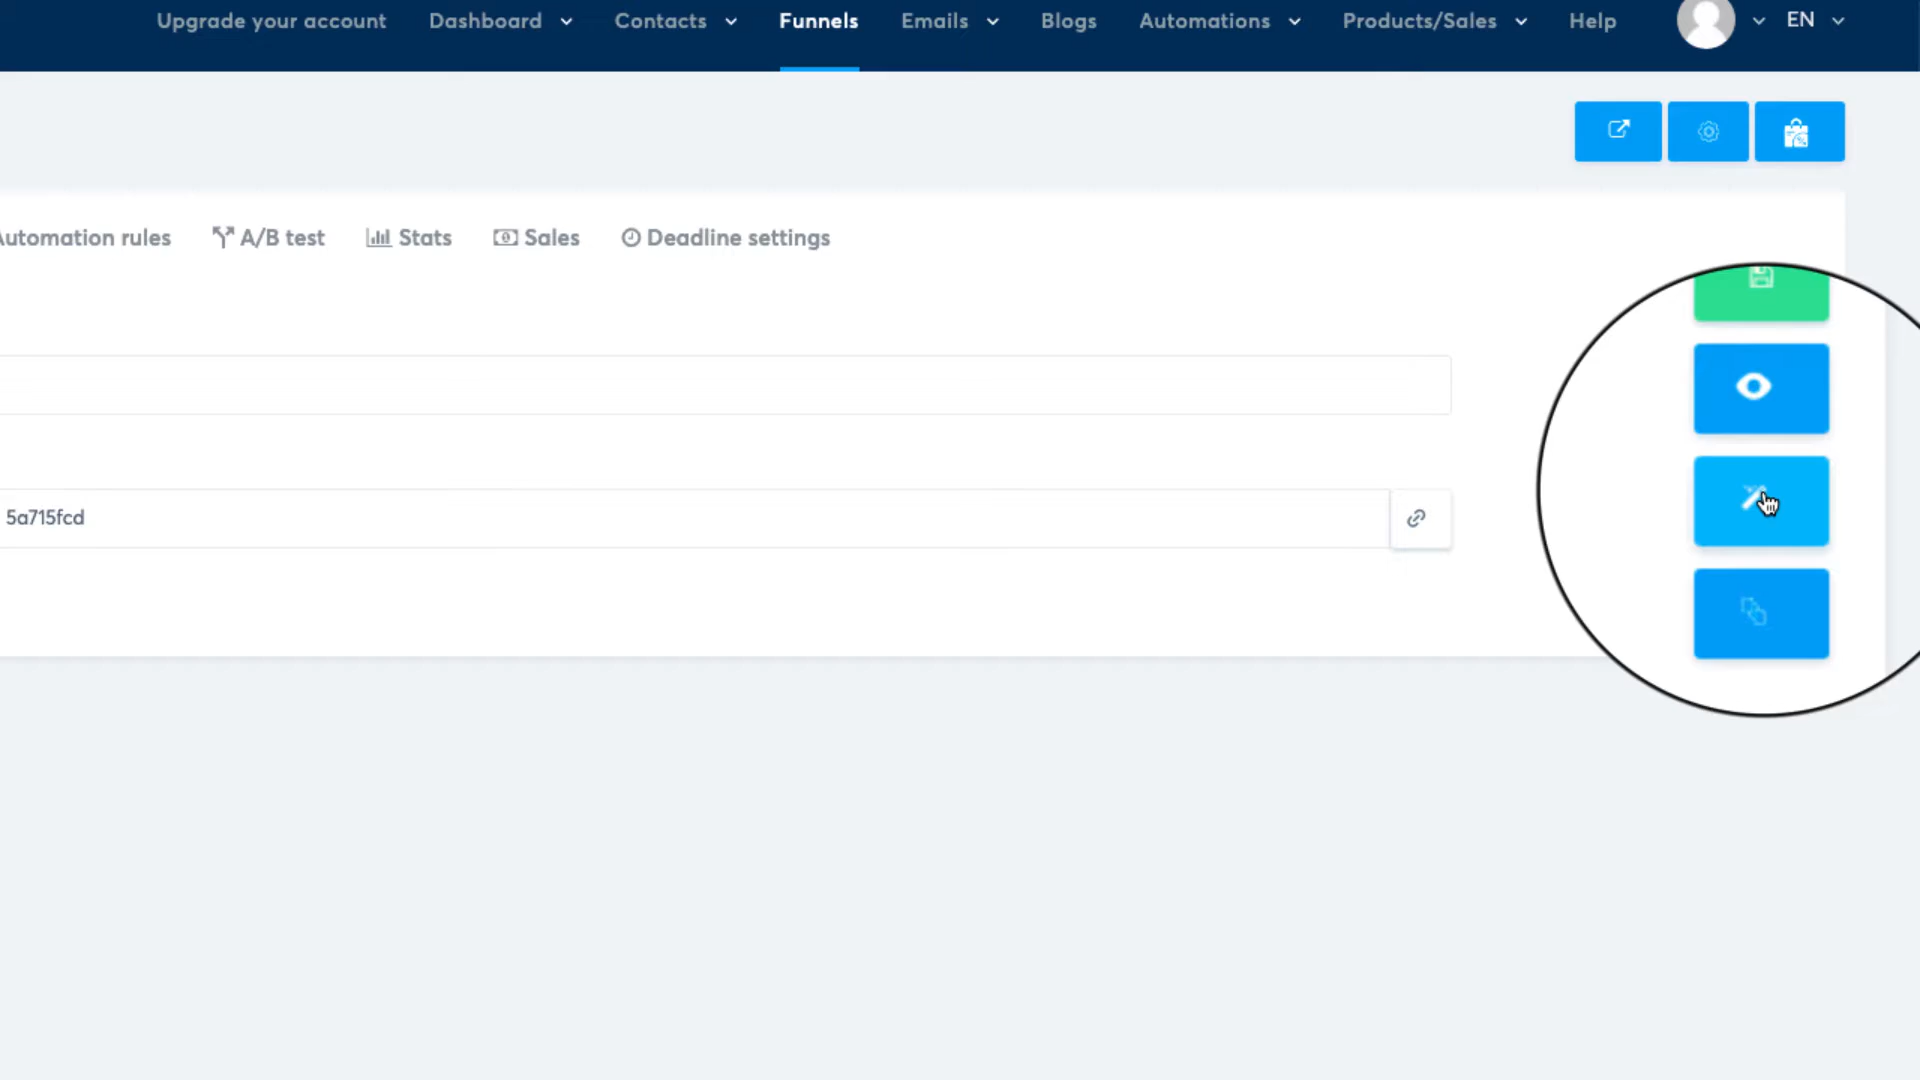 Upgrade your account Dashboard Contacts Funnels Emails Blogs Automations Products/Sales Help EN
Automation rules A/B test Stats Sales Deadline settings
5a715fcd